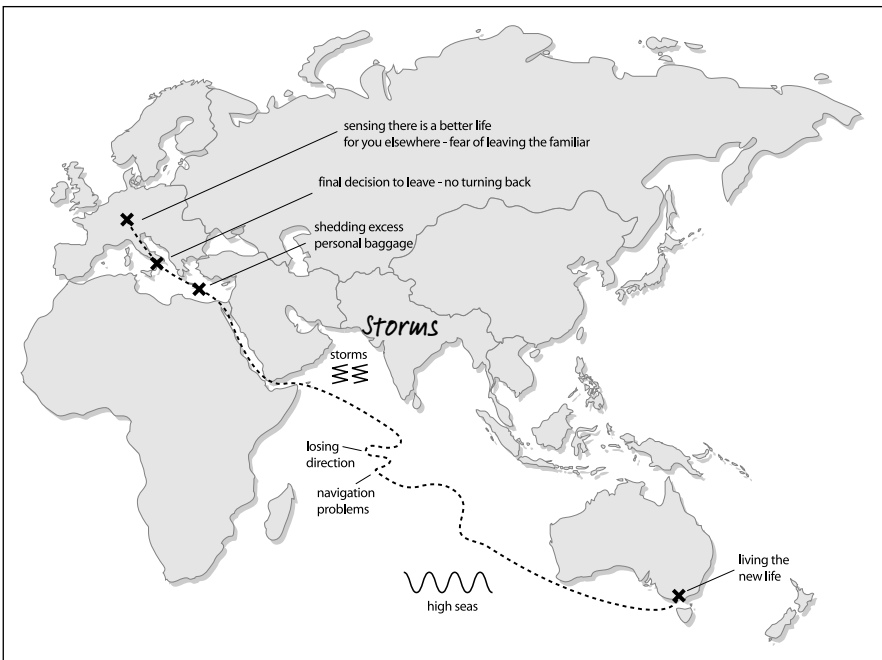 sensing there is a better life
for you elsewhere - fear of leaving the familiar
final decision to leave - no turning back
shedding excess
personal baggage
Storms
storms
losing
direction
navigation
problems
living the
new life
high seas